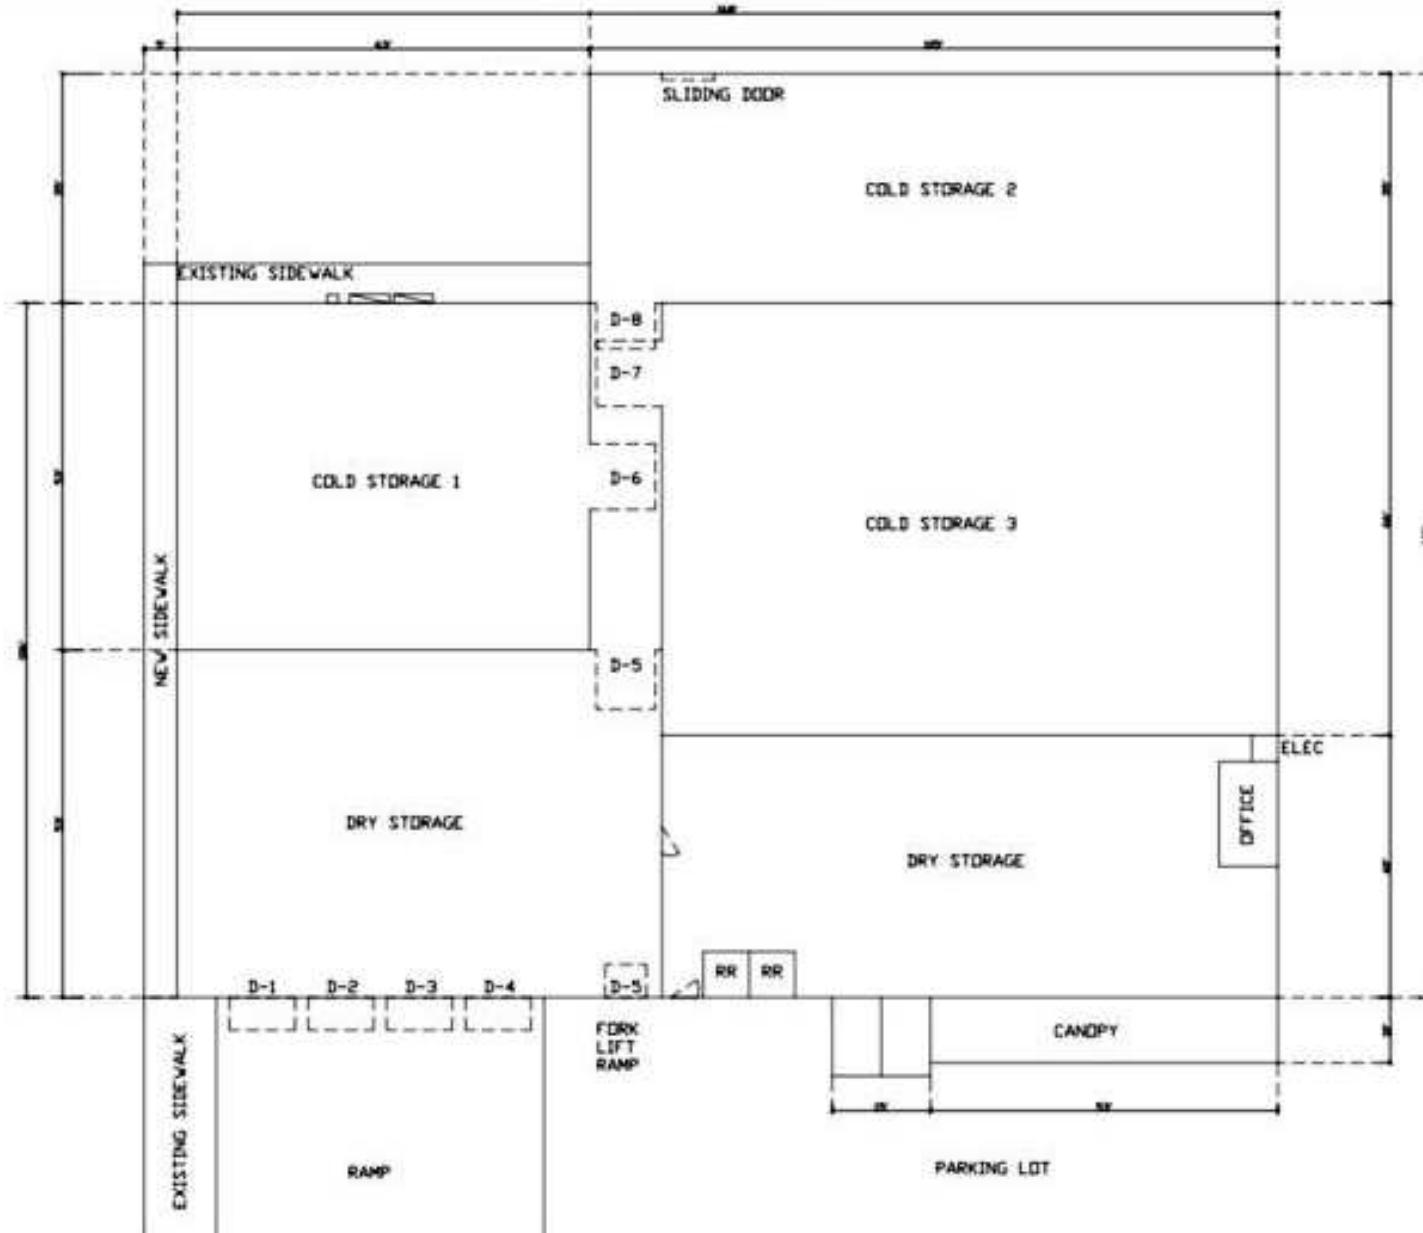 SLIDING DOOR
COLD STORAGE 2
EXISTING SIDEWALK
D-8
D-7
COLD STORAGE 1
D-6
COLD STORAGE 3
NEW SIDEWALK
D-5
ELEC
OFFICE
DRY STORAGE
DRY STORAGE
RR
RR
D-1
D-2
D-3
D-4
D-5
FORK
LIFT
RAMP
CANOPY
EXISTING SIDEWALK
RAMP
PARKING LOT